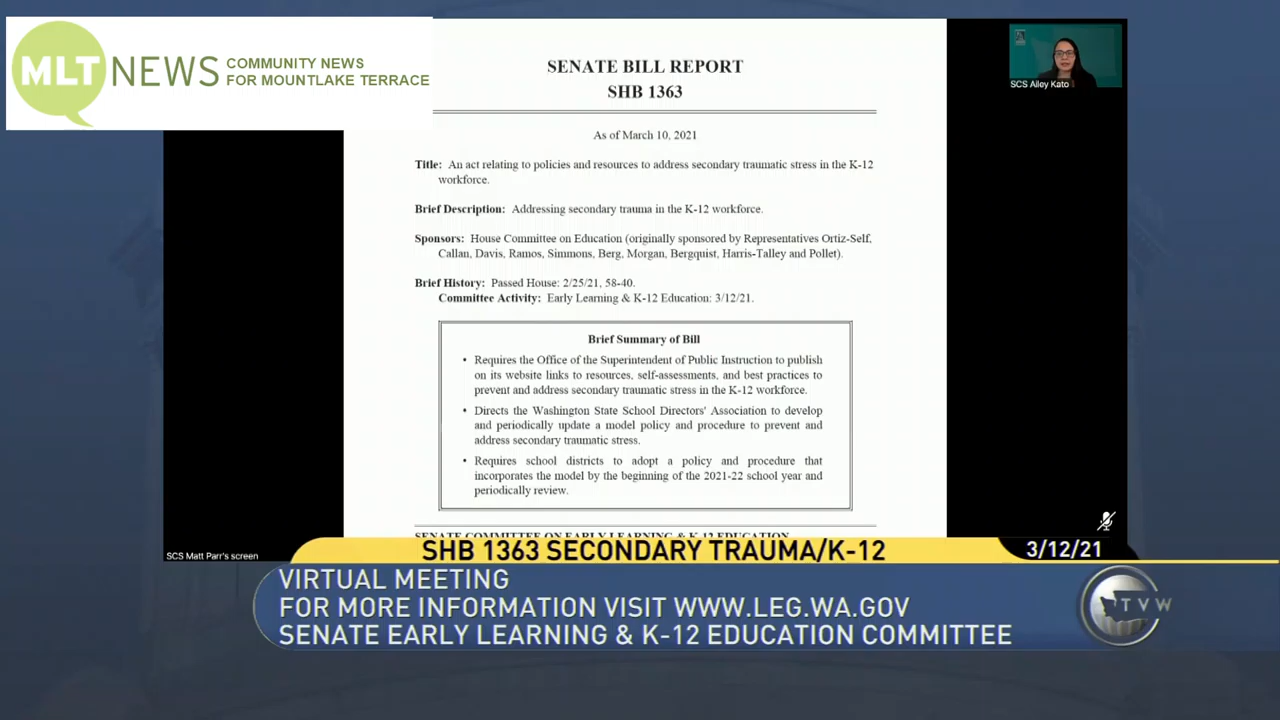 MLT NEWS COMMUNITY NEWS
FOR MOUNTLAKE TERRACE
SENATE BILL REPORT
SHB 1363
As of March 10, 2021
Title: An act relating to policies and resources to address secondary traumatic stress in the K-12
workforce.
Brief Description: Addressing secondary trauma in the K-12 workforce.
Sponsors: House Committee on Education (originally sponsored by Representatives Ortiz-Self,
Callan, Davis, Ramos, Simmons, Berg, Morgan, Bergquist, Harris-Talley and Pollet).
Brief History: Passed House: 2/25/21, 58-40.
Committee Activity: Early Learning & K-12 Education: 3/12/21.
Brief Summary of Bill
• Requires the Office of the Superintendent of Public Instruction to publish
on its website links to resources, self-assessments, and best practices to
prevent and address secondary traumatic stress in the K-12 workforce.
• Directs the Washington State School Directors' Association to develop
and periodically update a model policy and procedure to prevent and
address secondary traumatic stress.
• Requires school districts to adopt a policy and procedure that
incorporates the model by the beginning of the 2021-22 school year and
periodically review.
SENATE COMMITTEE ON EARLY LEARNING & K-12 EDUCATION
SCS Alley Kato
SCS Matt Parr's screen
SHB 1363 SECONDARY TRAUMA/K-12
3/12/21
VIRTUAL MEETING
FOR MORE INFORMATION VISIT WWW.LEG.WA.GOV
SENATE EARLY LEARNING & K-12 EDUCATION COMMITTEE
TVW